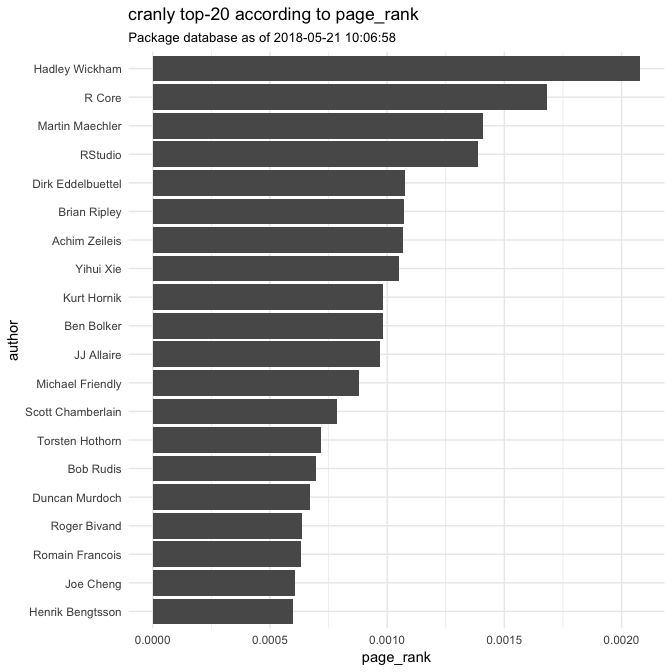 cranly top-20 according to page_rank
Package database as of 2018-05-21 10:06:58
author
Hadley Wickham
R Core
Martin Maechler
RStudio
Dirk Eddelbuettel
Brian Ripley
Achim Zeileis
Yihui Xie
Kurt Hornik
Ben Bolker
JJ Allaire
Michael Friendly
Scott Chamberlain
Torsten Hothorn
Bob Rudis
Duncan Murdoch
Roger Bivand
Romain Francois
Joe Cheng
Henrik Bengtsson
0.0000 0.0005 0.0010 0.0015 0.0020
page_rank